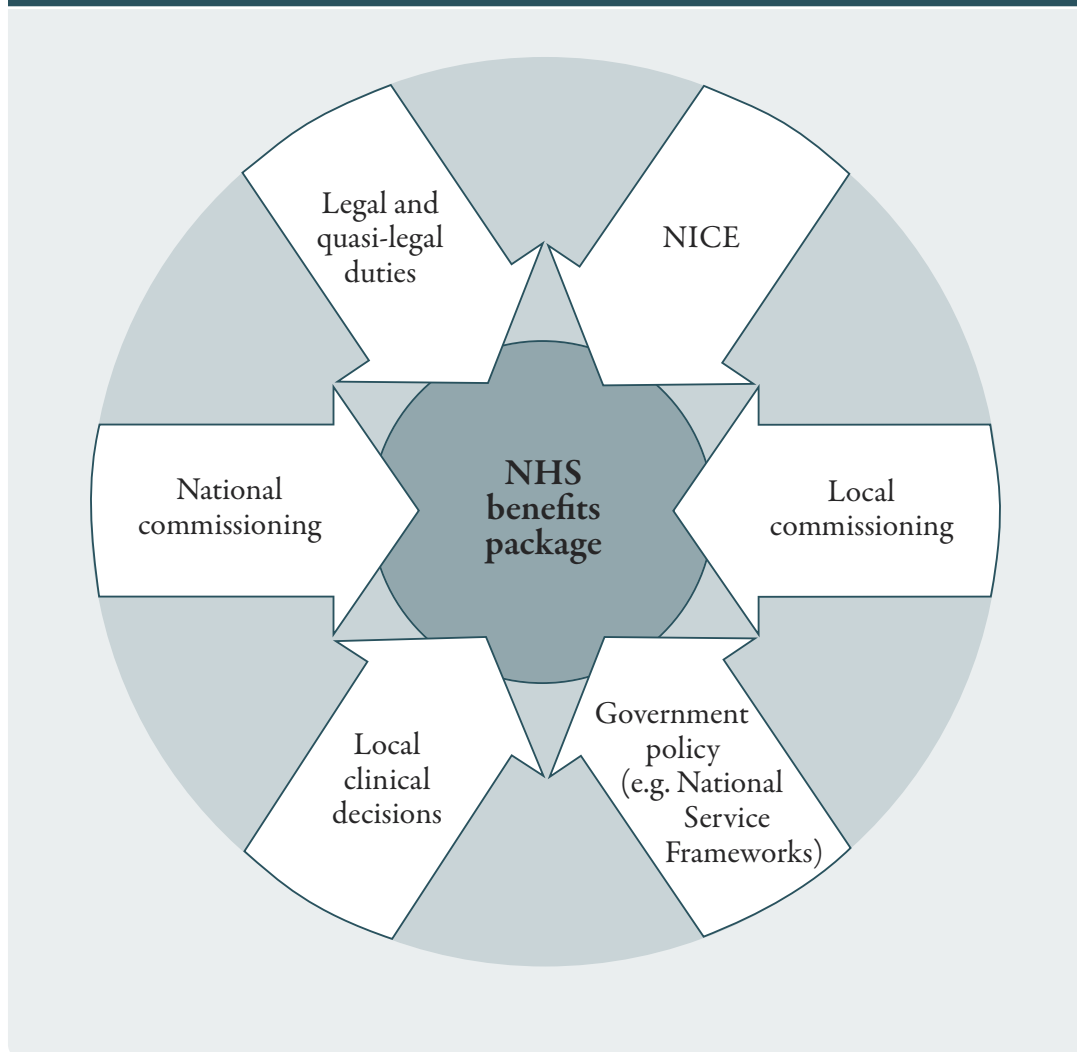 Legal and
quasi-legal
duties
NICE
National
commissioning
NHS
benefits
package
Local
commissioning
Local
clinical
decisions
Government
policy
(e.g. National
Service
Frameworks)